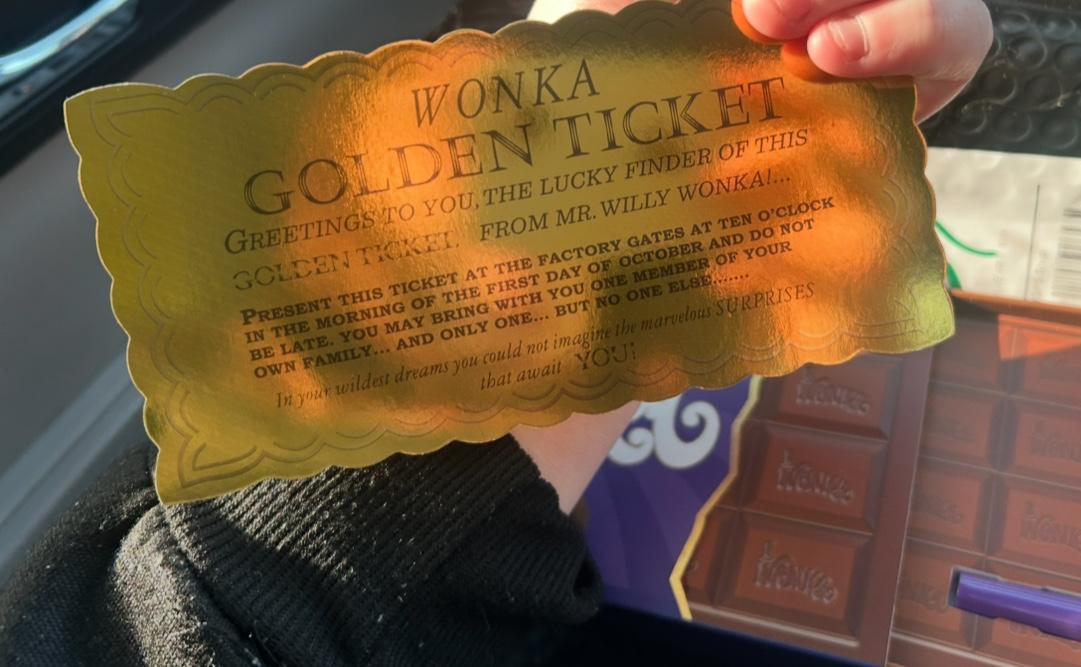 WONKA
GOLDEN TICKET
GREETINGS TO YOU, THE LUCKY FINDER OF THIS
GOLDEN TICKET, FROM MR. WILLY WONKA!...
PRESENT THIS TICKET AT THE FACTORY GATES AT TEN O'CLOCK
IN THE MORNING OF THE FIRST DAY OF OCTOBER AND DO NOT
BE LATE. YOU MAY BRING WITH YOU ONE MEMBER OF YOUR
OWN FAMILY... AND ONLY ONE... BUT NO ONE ELSE.......
In your wildest dreams you could not imagine the marvelous SURPRISES
that await YOU!
WONKA
WONKA
WONKA